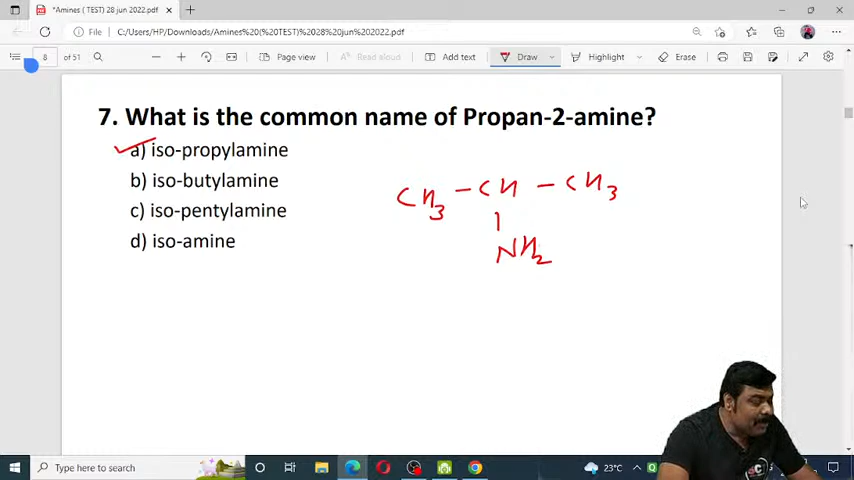 *Amines ( TEST) 28 jun 2022.pdf
File
C:/Users/HP/Downloads/Amines%20(%20TEST)%2028%20jun%202022.pdf
8 of 51
Page view
Read aloud
Add text
Draw
Highlight
Erase
7. What is the common name of Propan-2-amine?
a) iso-propylamine
b) iso-butylamine
c) iso-pentylamine
d) iso-amine
CH3 - CH - CH3
|
NH2
Type here to search
23°C